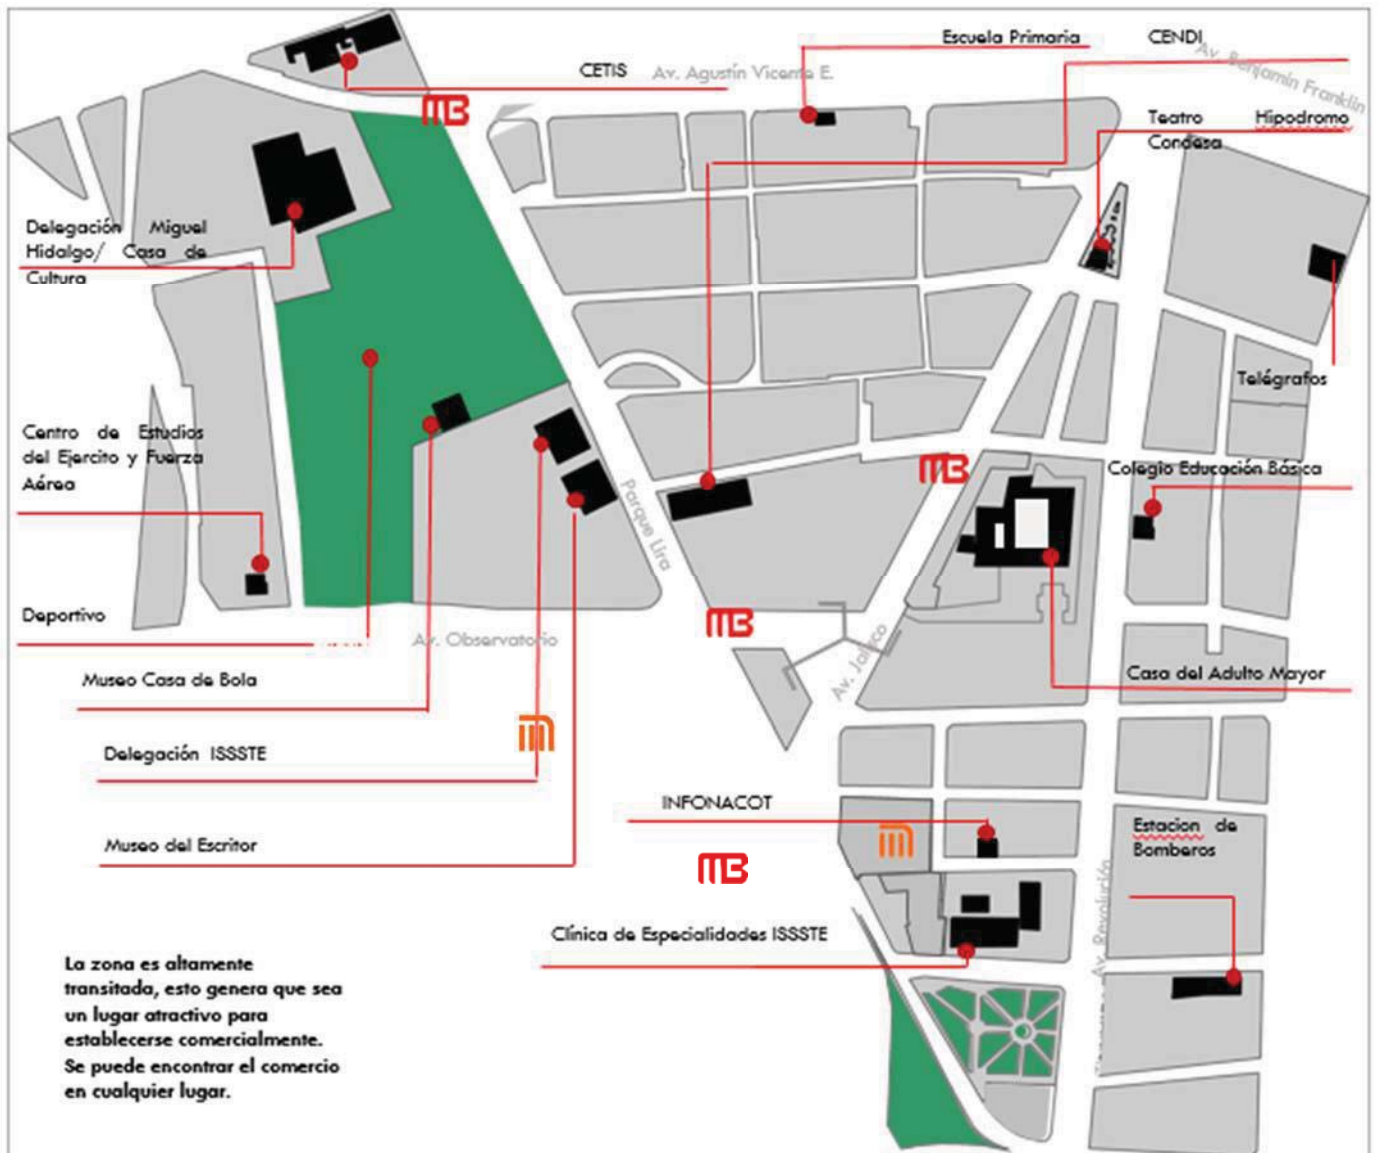 Escuela Primaria
CENDI
Av. Benjamín Franklin
CETIS
Av. Agustín Vicente E.
Teatro Hipodromo
Condesa
Delegación Miguel
Hidalgo/ Casa de
Cultura
Telégrafos
Centro de Estudios
del Ejercito y Fuerza
Aérea
Colegio Educación Básica
Parque Lira
Deportivo
Av. Observatorio
Av. Jalisco
Museo Casa de Bola
Casa del Adulto Mayor
Delegación ISSSTE
INFONACOT
Estacion de
Bomberos
Museo del Escritor
Av. Revolución
Clínica de Especialidades ISSSTE
La zona es altamente
transitada, esto genera que sea
un lugar atractivo para
establecerse comercialmente.
Se puede encontrar el comercio
en cualquier lugar.